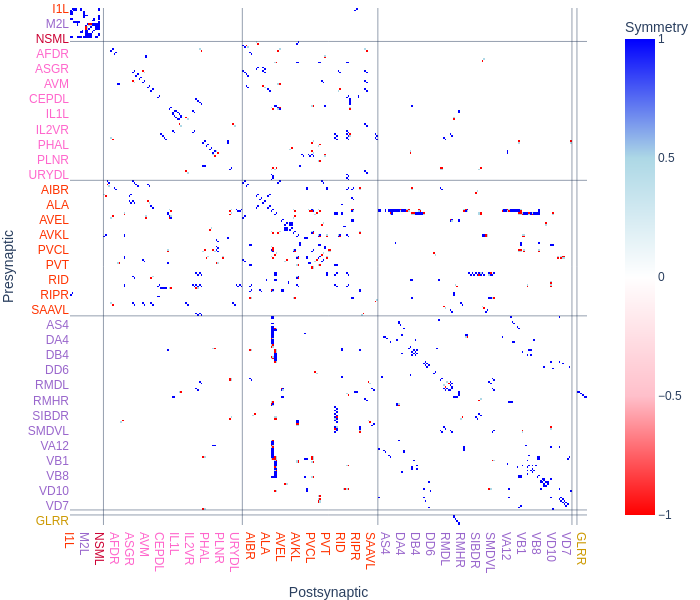 Symmetry
1
0.5
0
−0.5
−1
Presynaptic
I1L
M2L
NSML
AFDR
ASGR
AVM
CEPDL
IL1L
IL2VR
PHAL
PLNR
URYDL
AIBR
ALA
AVEL
AVKL
PVCL
PVT
RID
RIPR
SAAVL
AS4
DA4
DB4
DD6
RMDL
RMHR
SIBDR
SMDVL
VA12
VB1
VB8
VD10
VD7
GLRR
I1L
M2L
NSML
AFDR
ASGR
AVM
CEPDL
IL1L
IL2VR
PHAL
PLNR
URYDL
AIBR
ALA
AVEL
AVKL
PVCL
PVT
RID
RIPR
SAAVL
AS4
DA4
DB4
DD6
RMDL
RMHR
SIBDR
SMDVL
VA12
VB1
VB8
VD10
VD7
GLRR
Postsynaptic